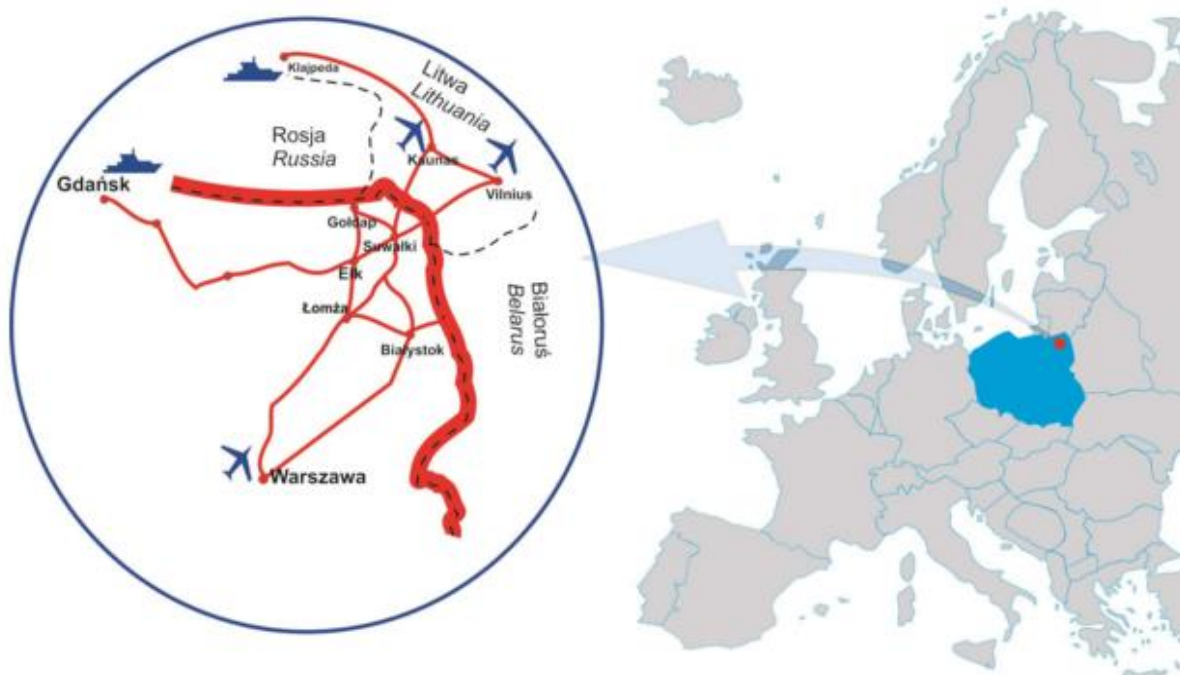 Klajpeda
Litwa
Lithuania
Rosja
Russia
Kaunas
Gdańsk
Vilnius
Gołdap
Suwałki
Ełk
Łomża
Białoruś
Belarus
Białystok
Warszawa